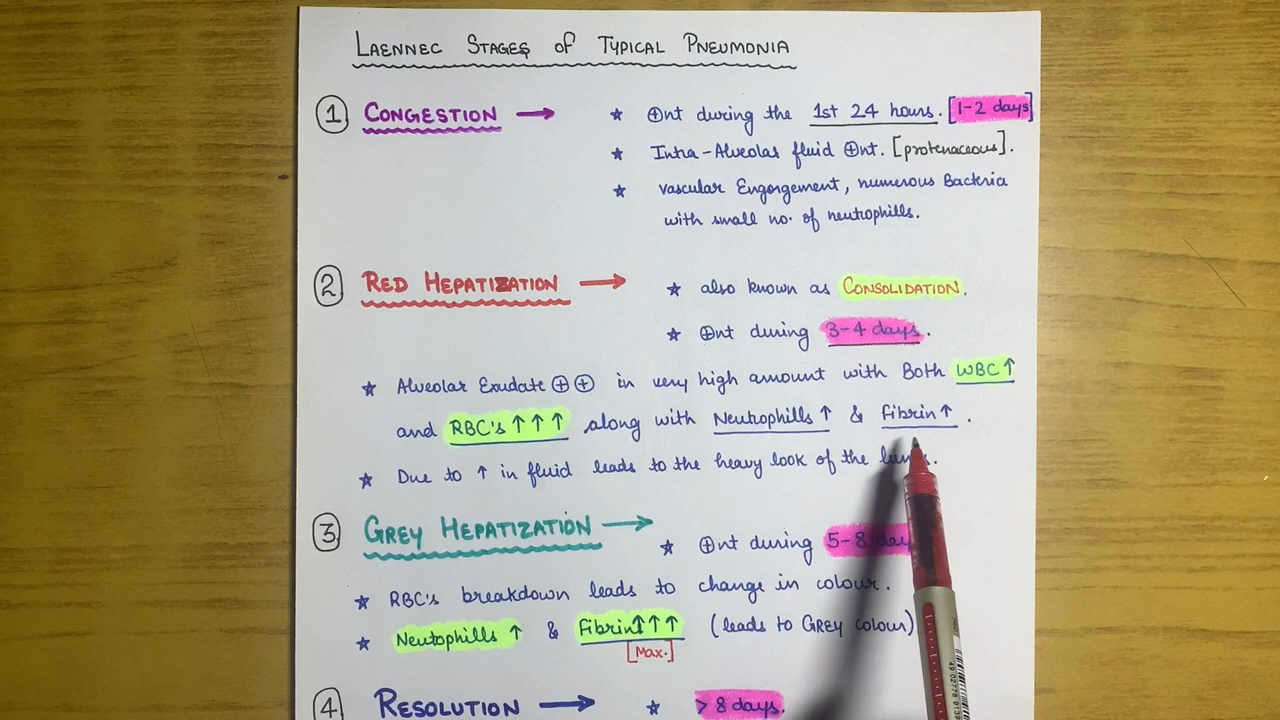 LAENNEC STAGES of TYPICAL PNEUMONIA
① CONGESTION → ★ ⊕nt during the 1st 24 hours. [1-2 days]
★ Intra-Alveolar fluid ⊕nt. [protenaceous].
★ vascular Engorgement, numerous Bacteria
with small no. of neutrophills.
② RED HEPATIZATION → ★ also known as CONSOLIDATION.
★ ⊕nt during 3-4 days.
★ Alveolar Exudate ⊕⊕ in very high amount with Both WBC↑
and RBC's ↑↑↑ along with Neutrophills ↑ & Fibrin↑.
★ Due to ↑ in fluid leads to the heavy look of the
③ GREY HEPATIZATION → ★ ⊕nt during 5-8 day
★ RBC's breakdown leads to change in colour.
★ Neutophills ↑ & Fibrin↑↑↑ (leads to GREY colour)
[Max.]
④ RESOLUTION → ★ > 8 days.